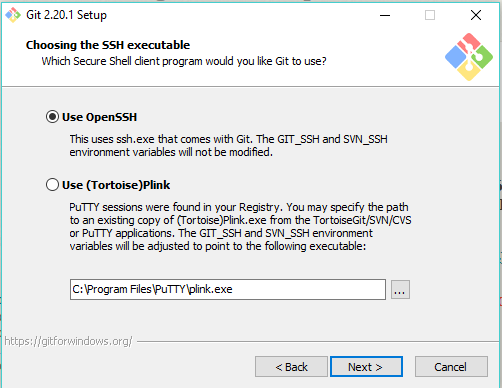 Git 2.20.1 Setup
Choosing the SSH executable
Which Secure Shell client program would you like Git to use?
Use OpenSSH
This uses ssh.exe that comes with Git. The GIT_SSH and SVN_SSH
environment variables will not be modified.
Use (Tortoise)Plink
PuTTY sessions were found in your Registry. You may specify the path
to an existing copy of (Tortoise)Plink.exe from the TortoiseGit/SVN/CVS
or PuTTY applications. The GIT_SSH and SVN_SSH environment
variables will be adjusted to point to the following executable:
C:\Program Files\PuTTY\plink.exe
...
https://gitforwindows.org/
< Back
Next >
Cancel